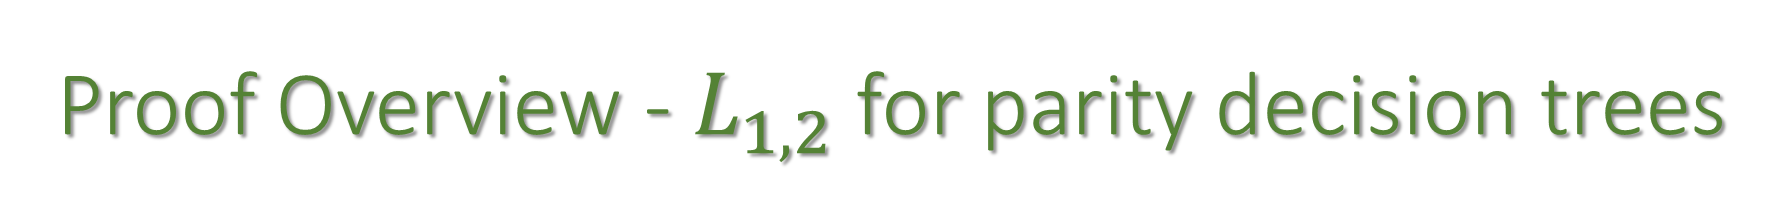 Proof Overview - L₁,₂ for parity decision trees